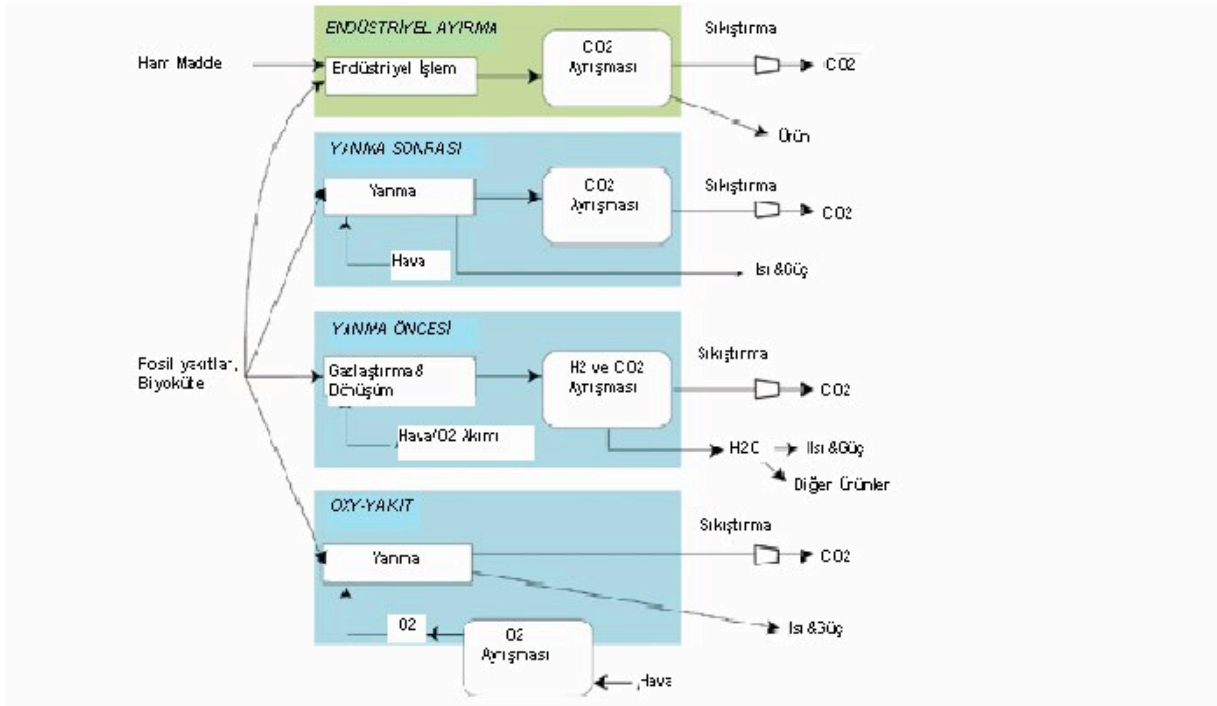 ENDÜSTRİYEL AYIRMA
Sıkıştırma
Ham Madde
Endüstriyel İşlem
CO2
Ayrışması
CO2
Ürün
YANMA SONRASI
Yanma
CO2
Ayrışması
Sıkıştırma
CO2
Hava
Isı&Güç
YANMA ÖNCESİ
Fosil yakıtlar,
Biyoküte
Gazlaştırma&
Dönüşüm
H2 ve CO2
Ayrışması
Sıkıştırma
CO2
Hava/O2 Akımı
H2O
Isı&Güç
Diğer Ürünler
OXY-YAKIT
Sıkıştırma
Yanma
CO2
O2
O2
Ayrışması
Isı&Güç
Hava